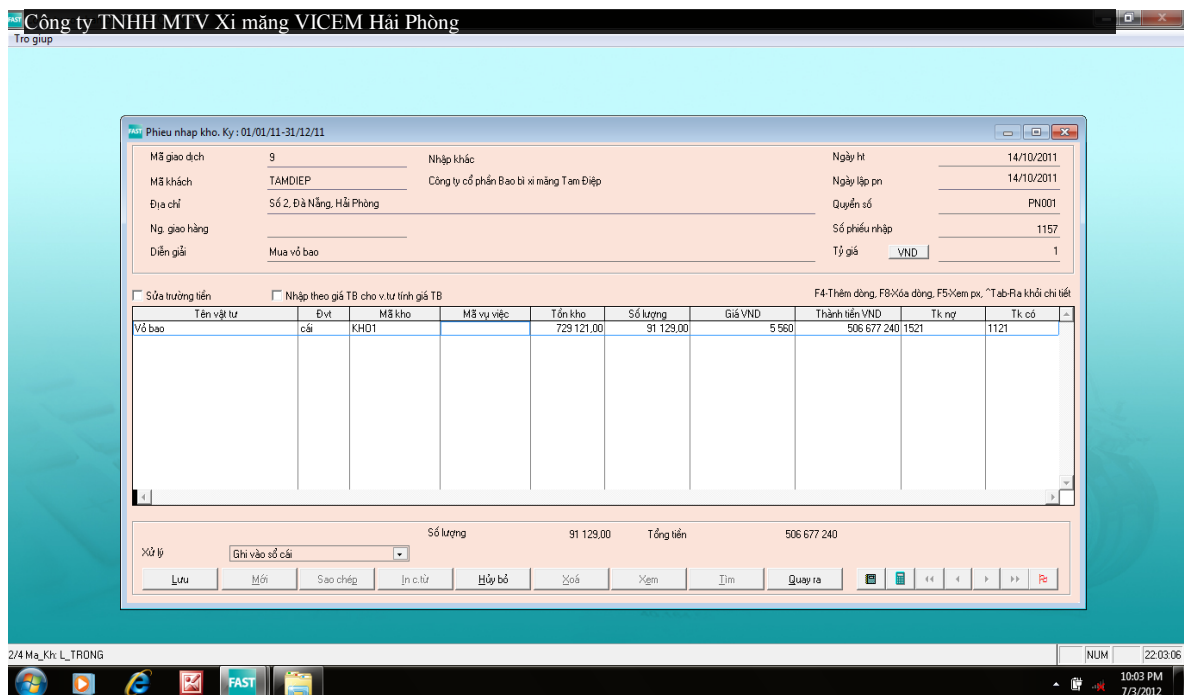 FAST Công ty TNHH MTV Xi măng VICEM Hải Phòng
Tro giup
FAST Phieu nhap kho. Ky : 01/01/11-31/12/11
Mã giao dịch 9 Nhập khác Ngày ht 14/10/2011
Mã khách TAMDIEP Công ty cổ phần Bao bì xi măng Tam Điệp Ngày lập pn 14/10/2011
Địa chỉ Số 2, Đà Nẵng, Hải Phòng Quyển số PN001
Ng. giao hàng Số phiếu nhập 1157
Diễn giải Mua vỏ bao Tỷ giá VND 1
Sửa trường tiền Nhập theo giá TB cho v.tư tính giá TB F4-Thêm dòng, F8-Xóa dòng, F5-Xem px, ^Tab-Ra khỏi chi tiết
Tên vật tư Đvt Mã kho Mã vụ việc Tồn kho Số lượng Giá VND Thành tiền VND Tk nợ Tk có
Vỏ bao cái KHO1 729 121,00 91 129,00 5 560 506 677 240 1521 1121
Số lượng 91 129,00 Tổng tiền 506 677 240
Xử lý Ghi vào sổ cái
Lưu Mới Sao chép In c.từ Hủy bỏ Xoá Xem Tìm Quay ra
2/4 Ma_Kh: L_TRONG NUM 22:03:06
FAST 10:03 PM
7/3/2012